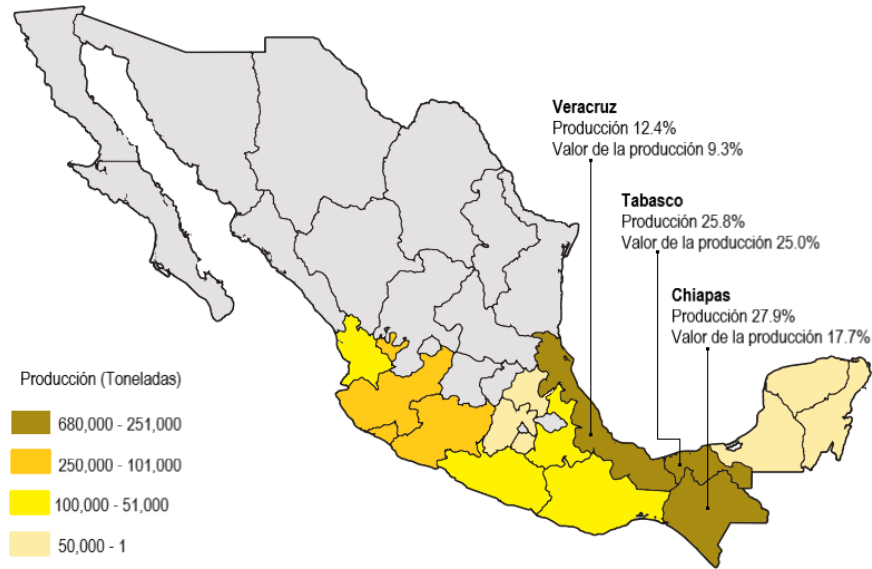 Veracruz
Producción 12.4%
Valor de la producción 9.3%
Tabasco
Producción 25.8%
Valor de la producción 25.0%
Chiapas
Producción 27.9%
Valor de la producción 17.7%
Producción (Toneladas)
680,000 - 251,000
250,000 - 101,000
100,000 - 51,000
50,000 - 1